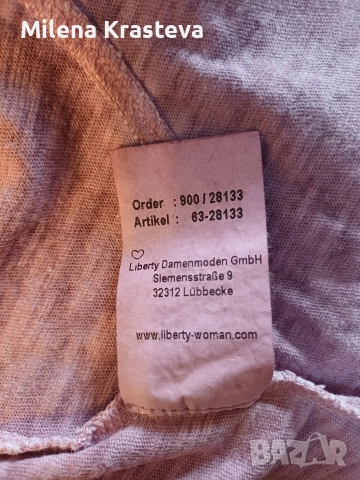 Milena Krasteva
Order : 900 / 28133
Artikel : 63-28133
Liberty Damenmoden GmbH
Siemensstraße 9
32312 Lübbecke
www.liberty-woman.com
BAZAR